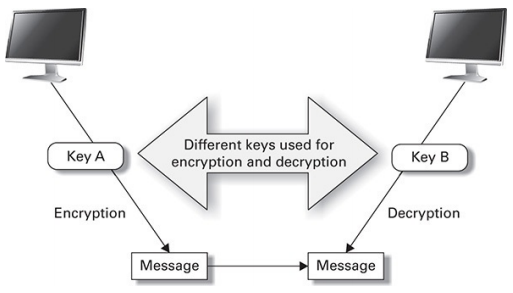 Different keys used for
encryption and decryption
Key A
Key B
Encryption
Decryption
Message
Message